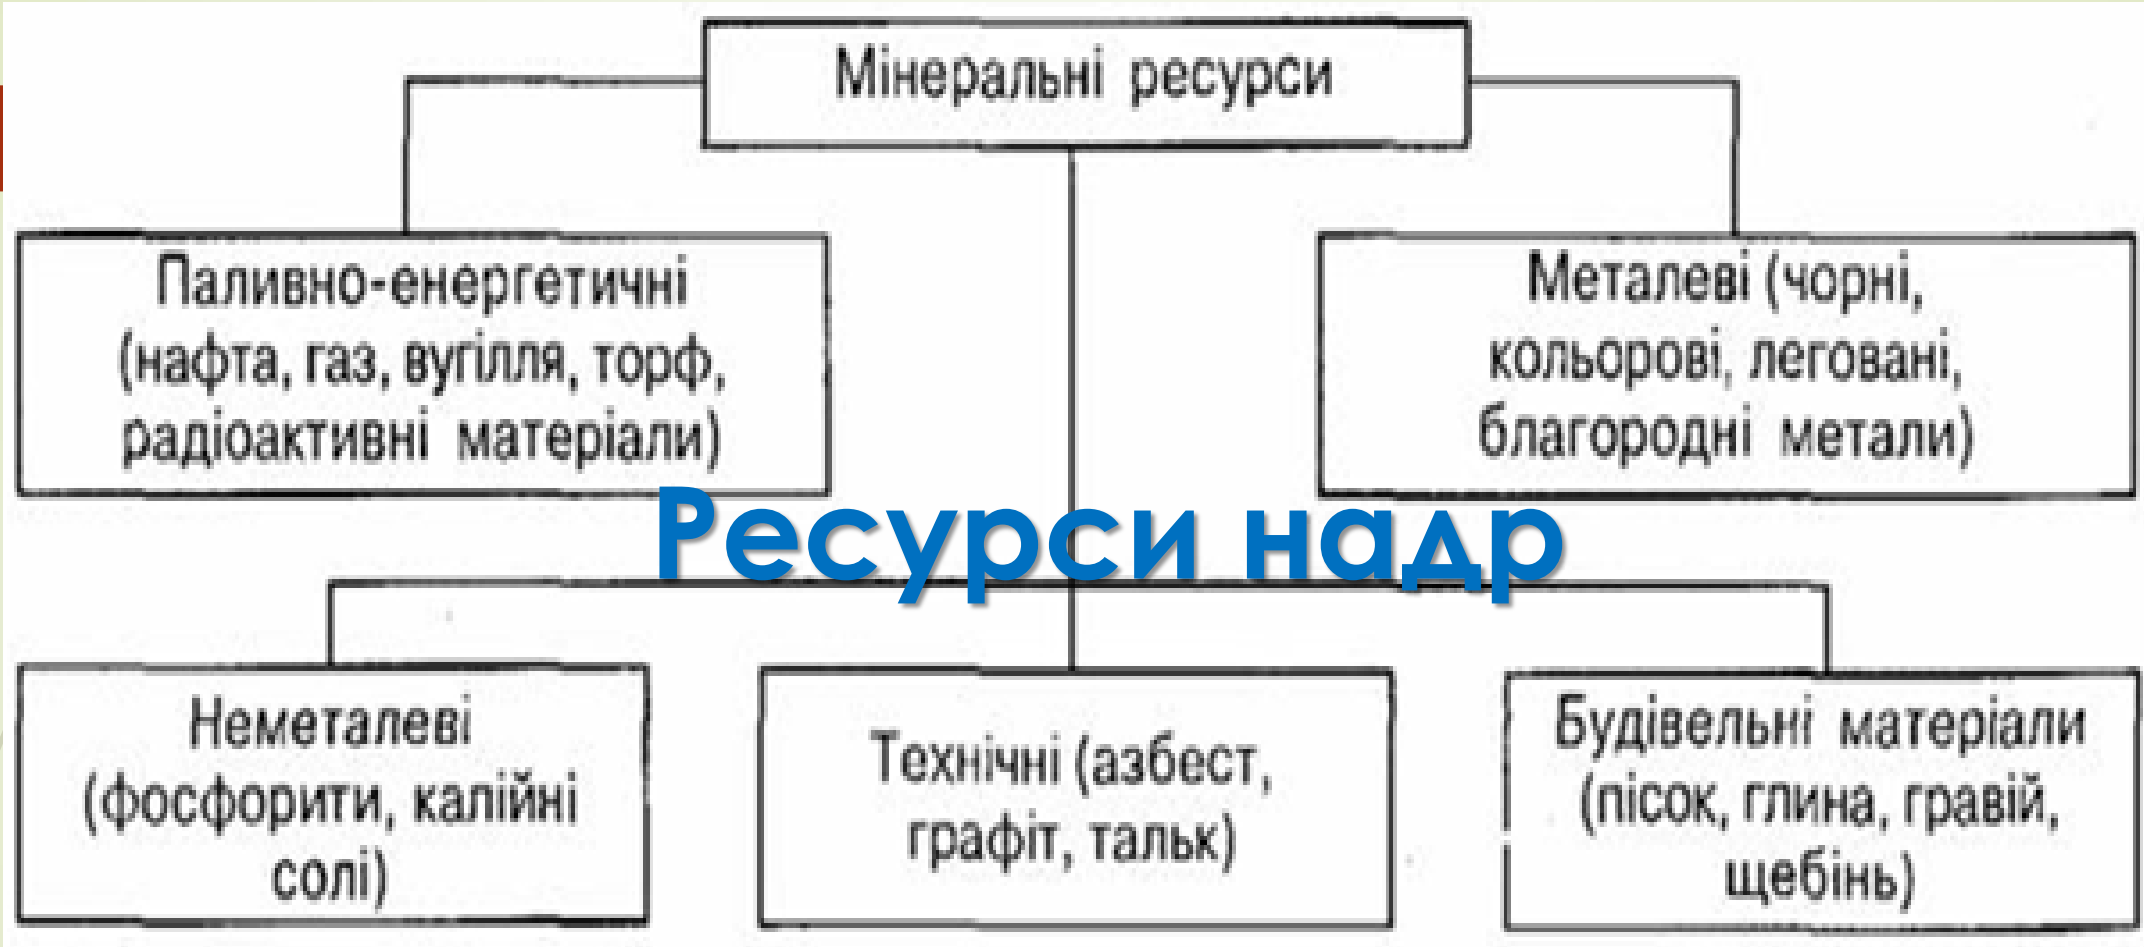 Мінеральні ресурси
Паливно-енергетичні
(нафта, газ, вугілля, торф,
радіоактивні матеріали)
Металеві (чорні,
кольорові, леговані,
благородні метали)
Ресурси надр
Неметалеві
(фосфорити, калійні
солі)
Технічні (азбест,
графіт, тальк)
Будівельні матеріали
(пісок, глина, гравій,
щебінь)